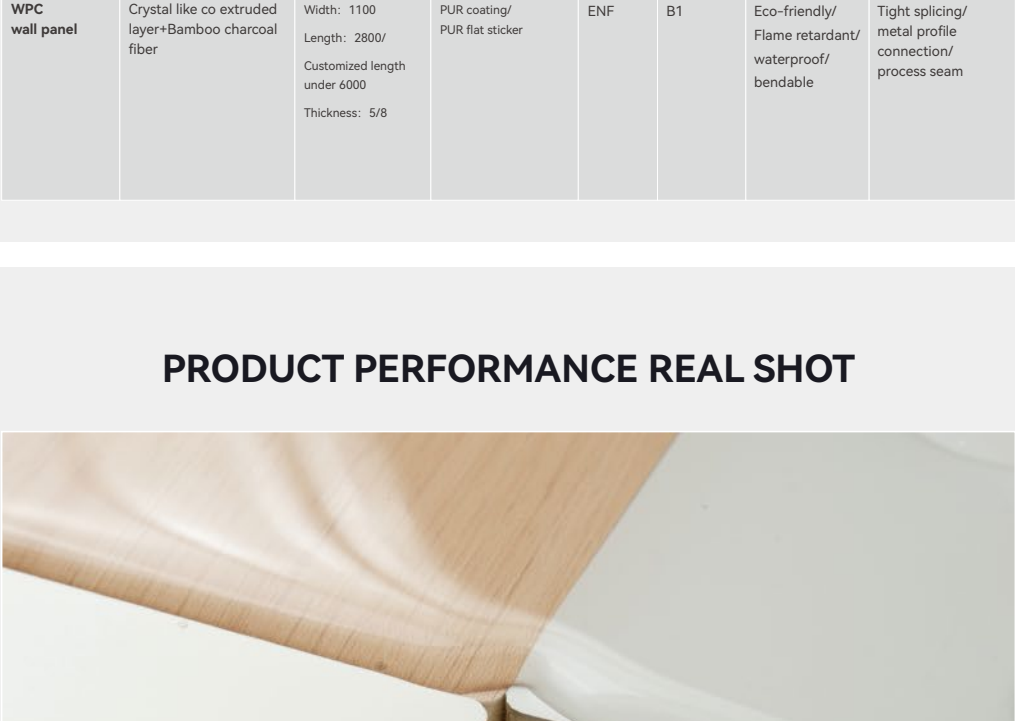 WPC
wall panel
Crystal like co extruded
layer+Bamboo charcoal
fiber
Width: 1100
Length: 2800/
Customized length
under 6000
Thickness: 5/8
PUR coating/
PUR flat sticker
ENF
B1
Eco-friendly/
Flame retardant/
waterproof/
bendable
Tight splicing/
metal profile
connection/
process seam
PRODUCT PERFORMANCE REAL SHOT